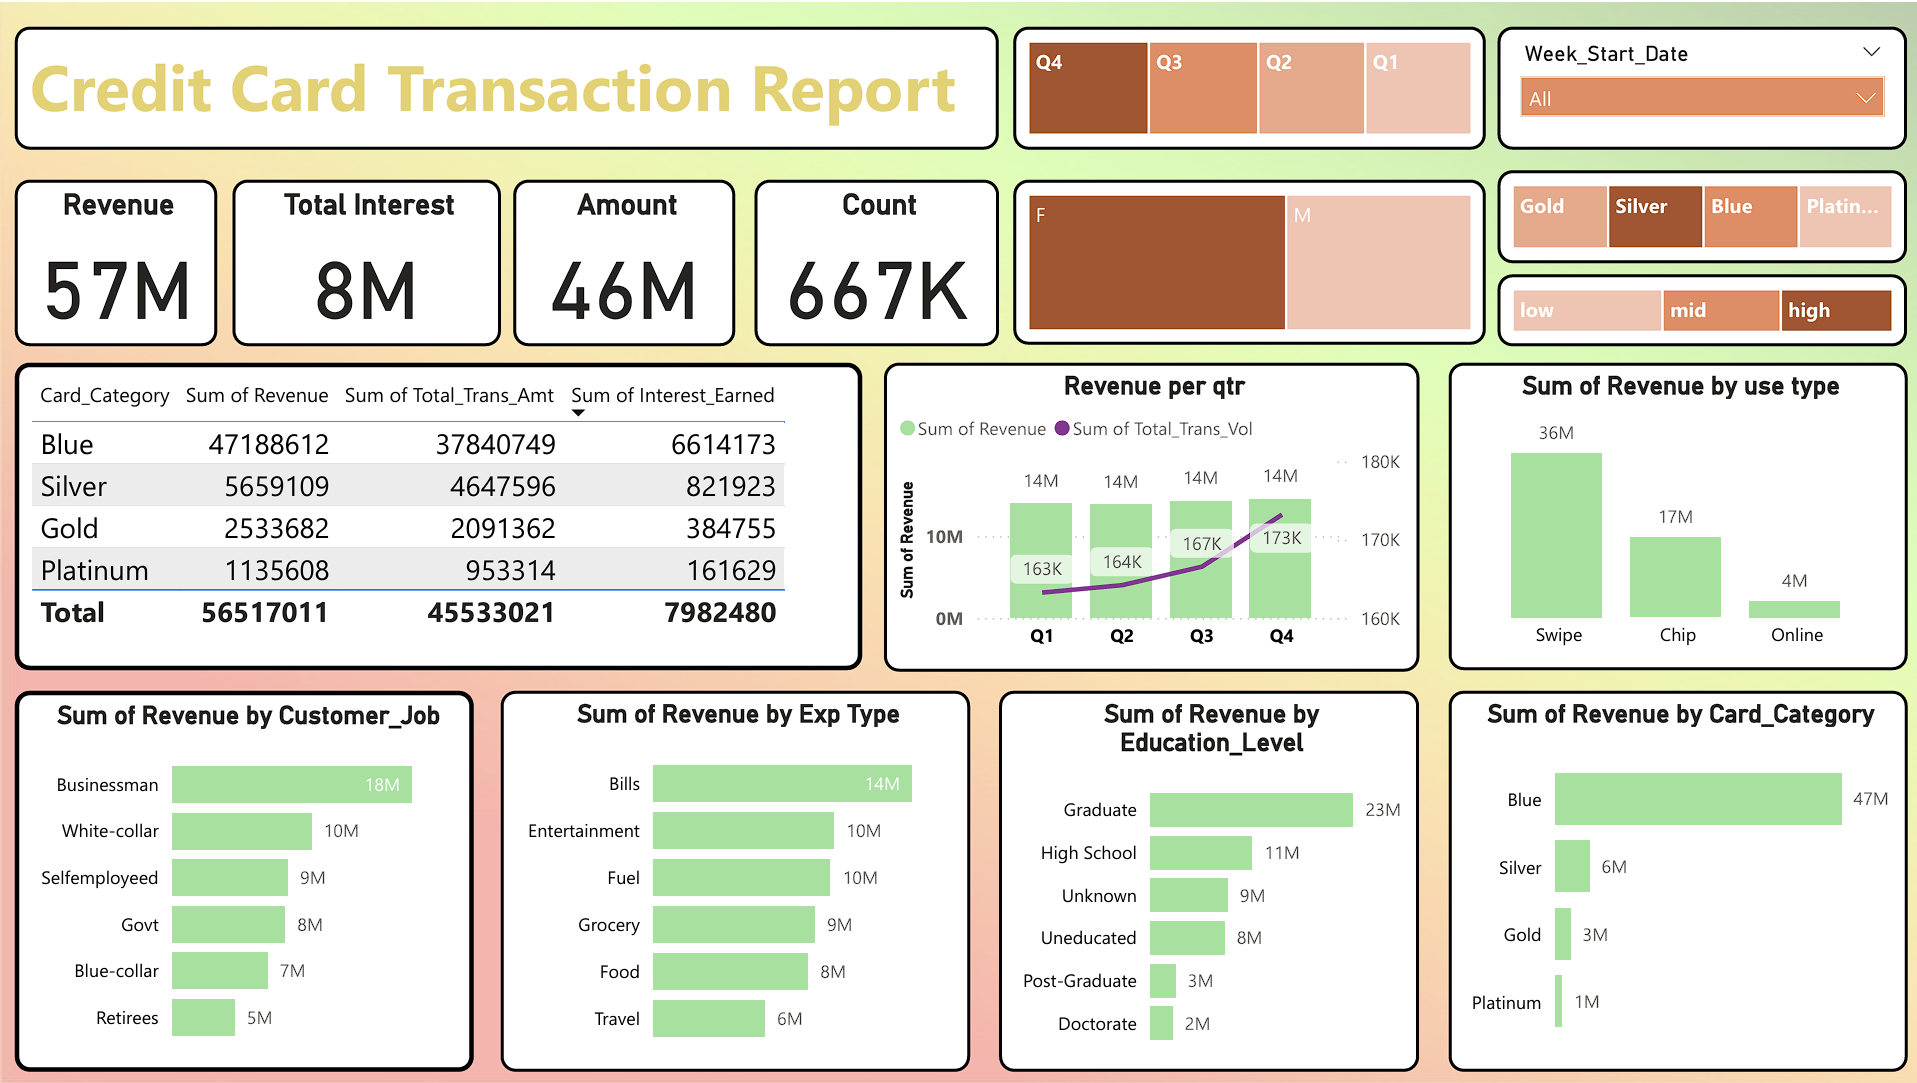 Credit Card Transaction Report
Q4 Q3 Q2 Q1
Week_Start_Date
All
Revenue
57M
Total Interest
8M
Amount
46M
Count
667K
F M
Gold Silver Blue Platin...
low mid high
Card_Category Sum of Revenue Sum of Total_Trans_Amt Sum of Interest_Earned
Blue 47188612 37840749 6614173
Silver 5659109 4647596 821923
Gold 2533682 2091362 384755
Platinum 1135608 953314 161629
Total 56517011 45533021 7982480
Revenue per qtr
Sum of Revenue Sum of Total_Trans_Vol
Sum of Revenue
14M 14M 14M 14M
180K
10M
170K
163K 164K 167K 173K
0M
160K
Q1 Q2 Q3 Q4
Sum of Revenue by use type
36M
17M
4M
Swipe Chip Online
Sum of Revenue by Customer_Job
Businessman 18M
White-collar 10M
Selfemployeed 9M
Govt 8M
Blue-collar 7M
Retirees 5M
Sum of Revenue by Exp Type
Bills 14M
Entertainment 10M
Fuel 10M
Grocery 9M
Food 8M
Travel 6M
Sum of Revenue by
Education_Level
Graduate 23M
High School 11M
Unknown 9M
Uneducated 8M
Post-Graduate 3M
Doctorate 2M
Sum of Revenue by Card_Category
Blue 47M
Silver 6M
Gold 3M
Platinum 1M